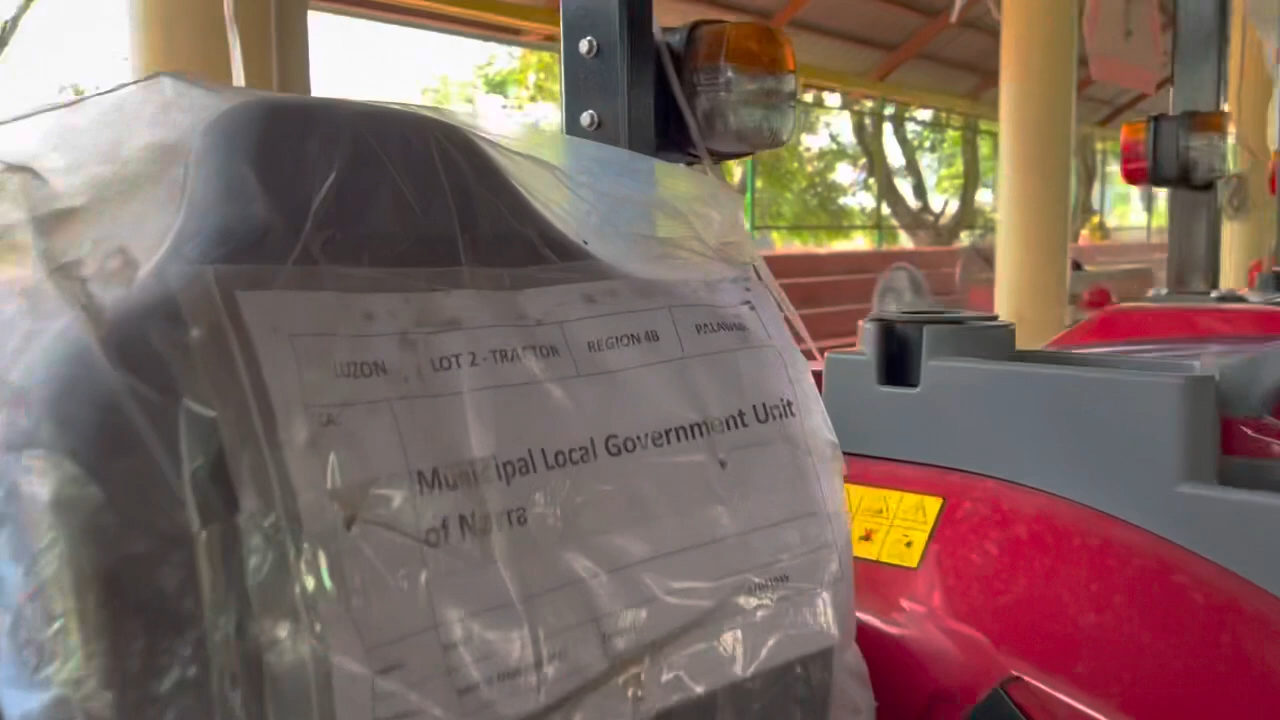 LUZON LOT 2 - TRACTOR REGION 4B PALAWAN
Municipal Local Government Unit
of Narra